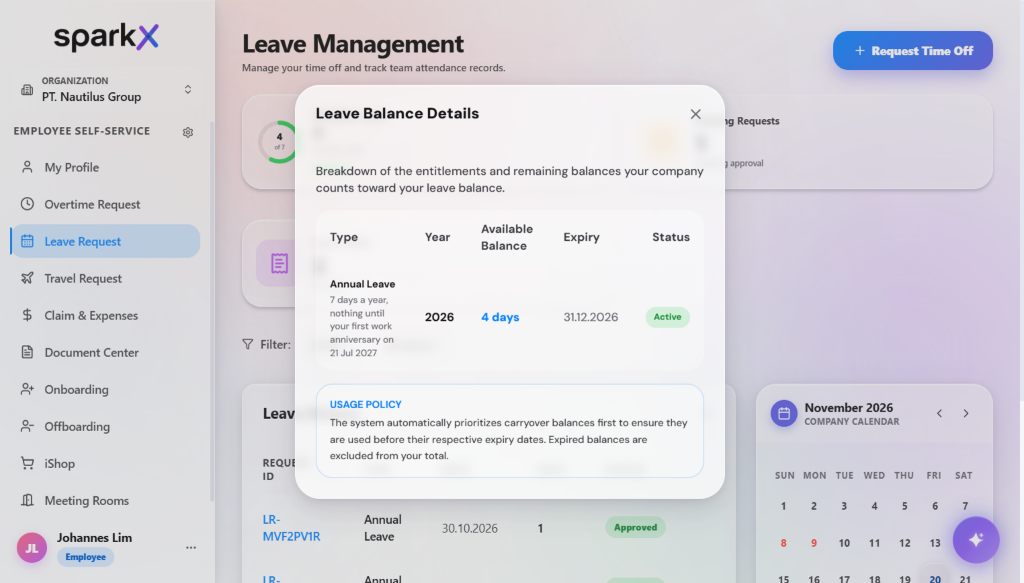 sparkX
ORGANIZATION
PT. Nautilus Group
EMPLOYEE SELF-SERVICE
My Profile
Overtime Request
Leave Request
Travel Request
Claim & Expenses
Document Center
Onboarding
Offboarding
iShop
Meeting Rooms
JL
Johannes Lim
Employee
Leave Management
Manage your time off and track team attendance records.
Request Time Off
4
of 7
Requests
approval
Filter:
Leave Balance Details
Breakdown of the entitlements and remaining balances your company
counts toward your leave balance.
Type Year Available Balance Expiry Status
Annual Leave
7 days a year,
nothing until
your first work
anniversary on
21 Jul 2027
2026 4 days 31.12.2026 Active
USAGE POLICY
The system automatically prioritizes carryover balances first to ensure they
are used before their respective expiry dates. Expired balances are
excluded from your total.
ID
LR-
MVF2PV1R
Annual
Leave
30.10.2026 1 Approved
LR-
Annual
November 2026
COMPANY CALENDAR
SUN MON TUE WED THU FRI SAT
1 2 3 4 5 6 7
8 9 10 11 12 13
15 16 17 18 19 20 21